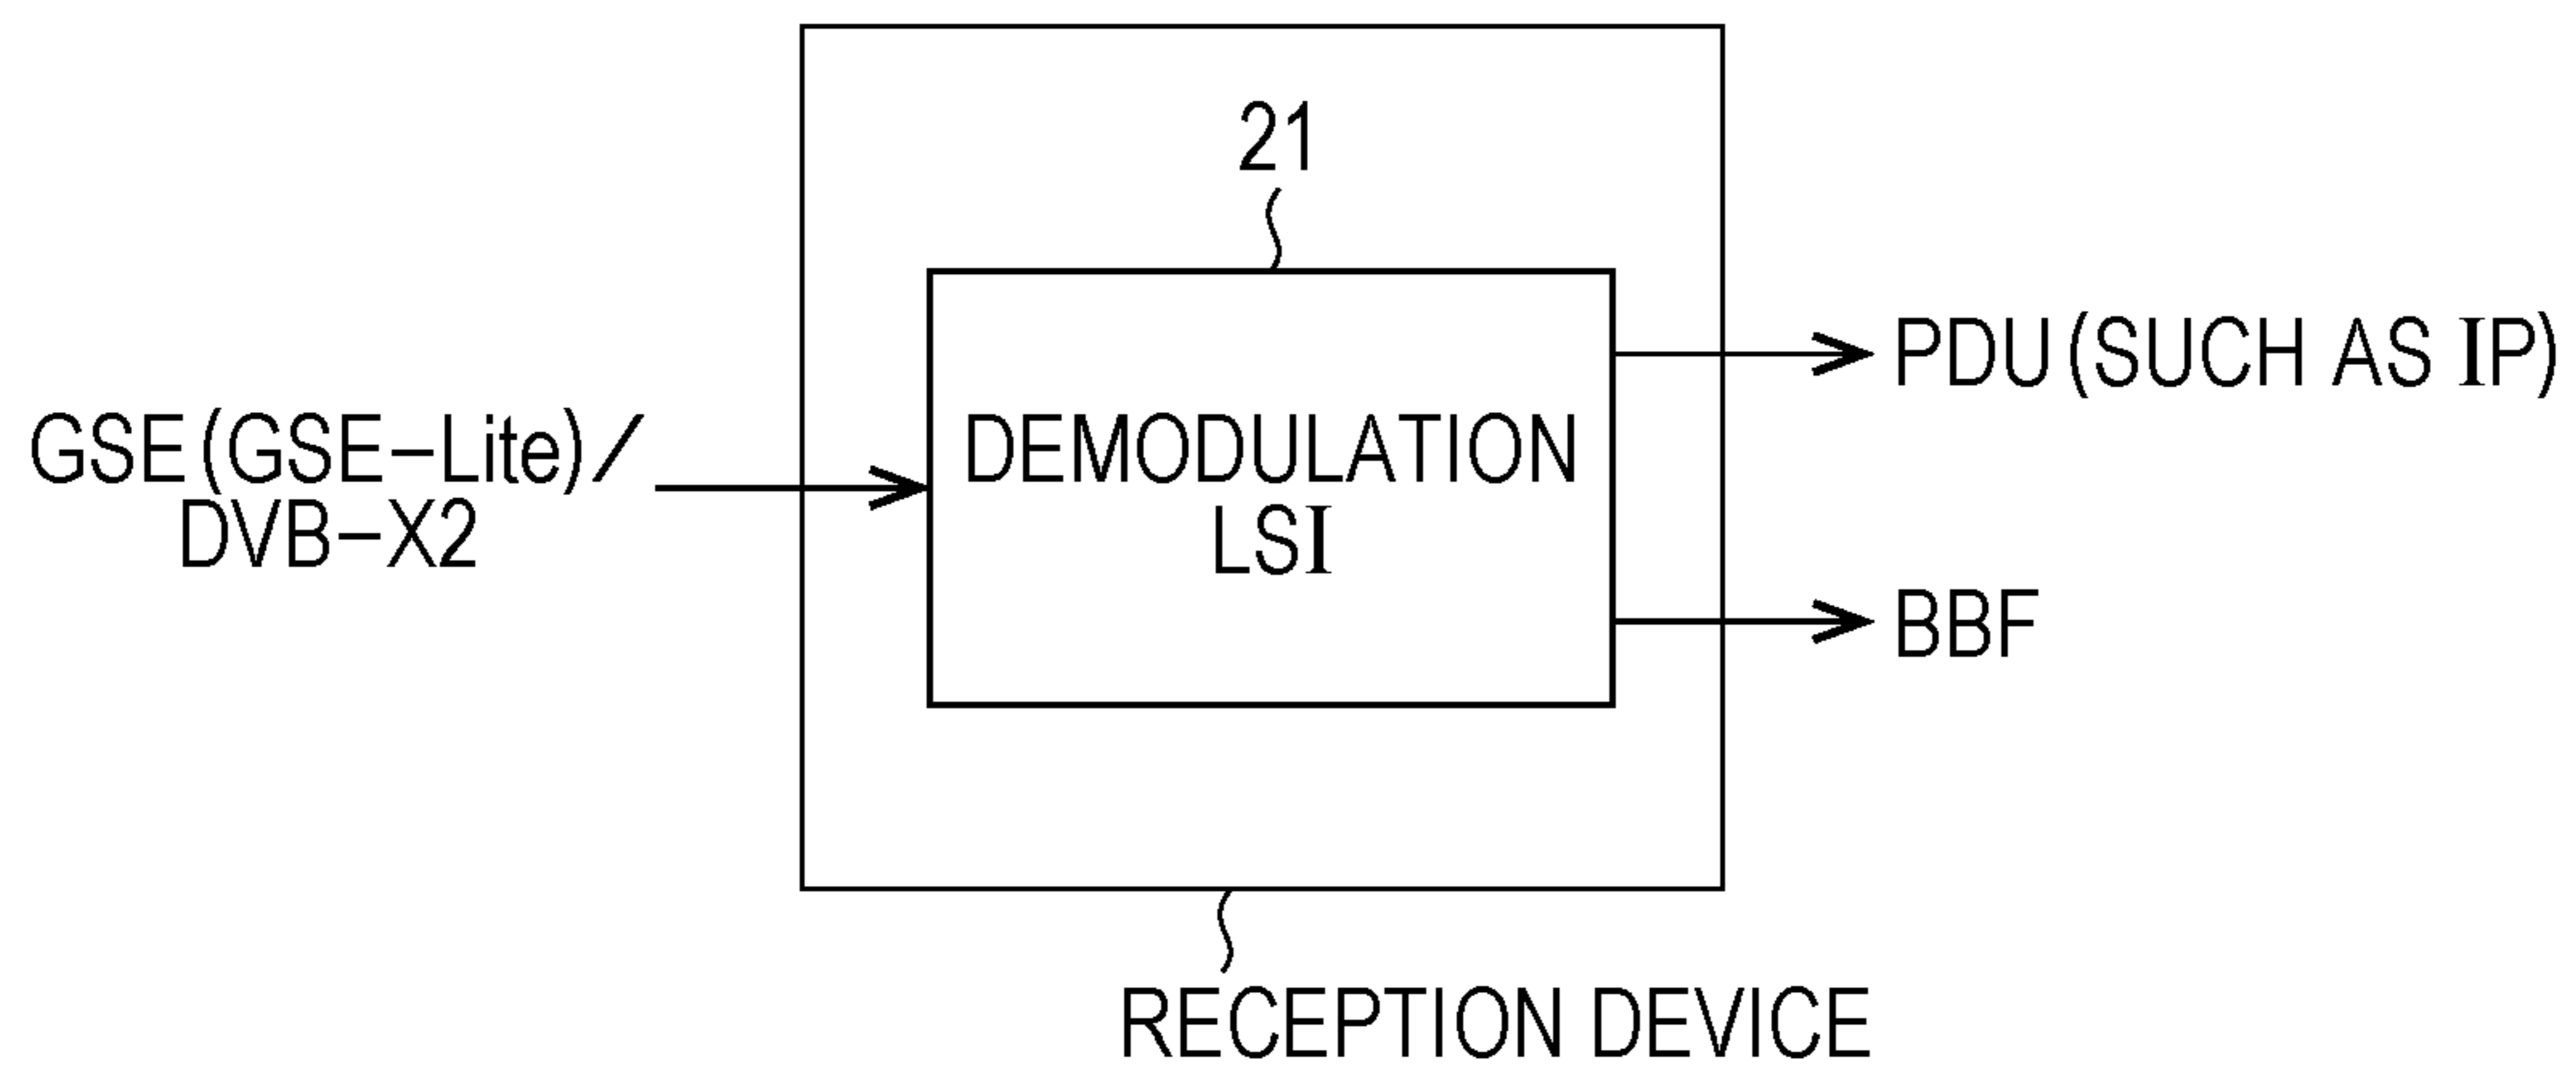 21
PDU (SUCH AS IP)
GSE (GSE-Lite) /
DVB-X2
DEMODULATION
LSI
BBF
RECEPTION DEVICE